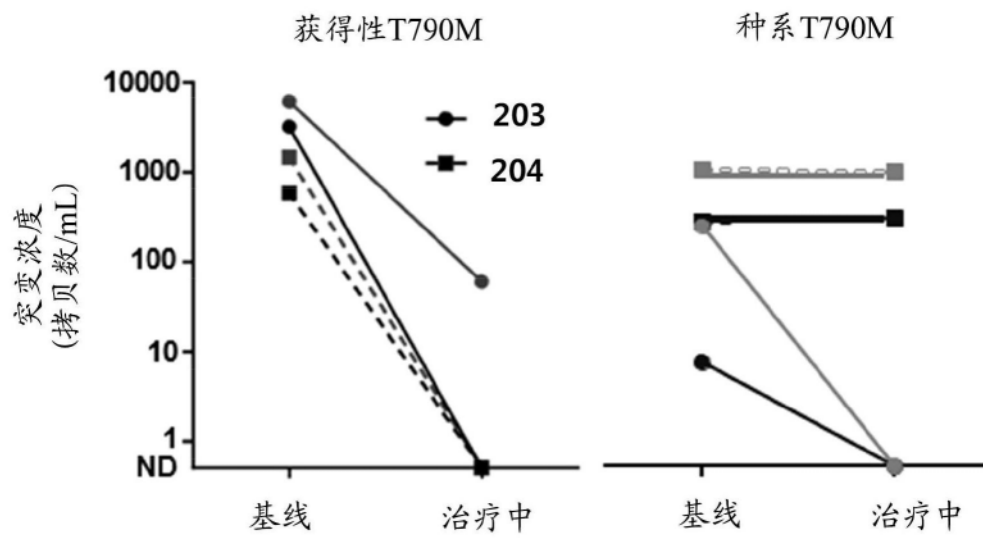 获得性T790M
种系T790M
10000
1000
100
10
1
ND
突变浓度
(拷贝数/mL)
203
204
基线
治疗中
基线
治疗中